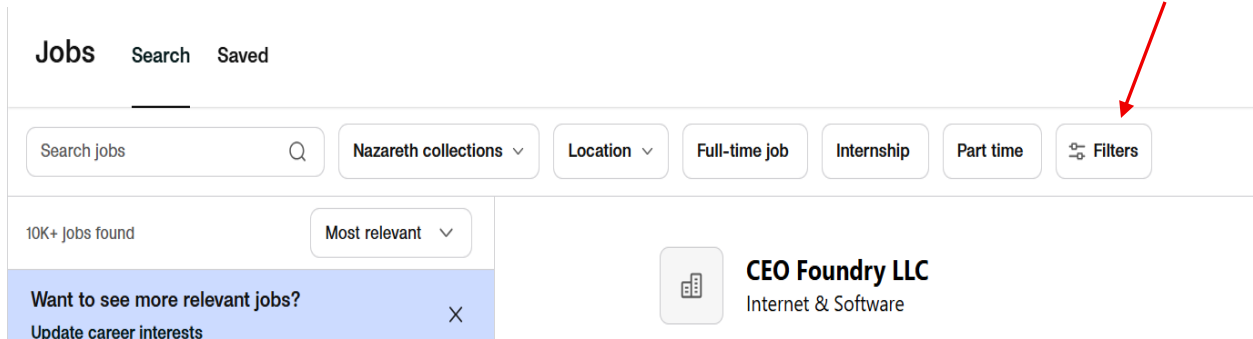 Jobs Search Saved
Search jobs Nazareth collections Location Full-time job Internship Part time Filters
10K+ jobs found Most relevant
CEO Foundry LLC
Internet & Software
Want to see more relevant jobs?
Update career interests